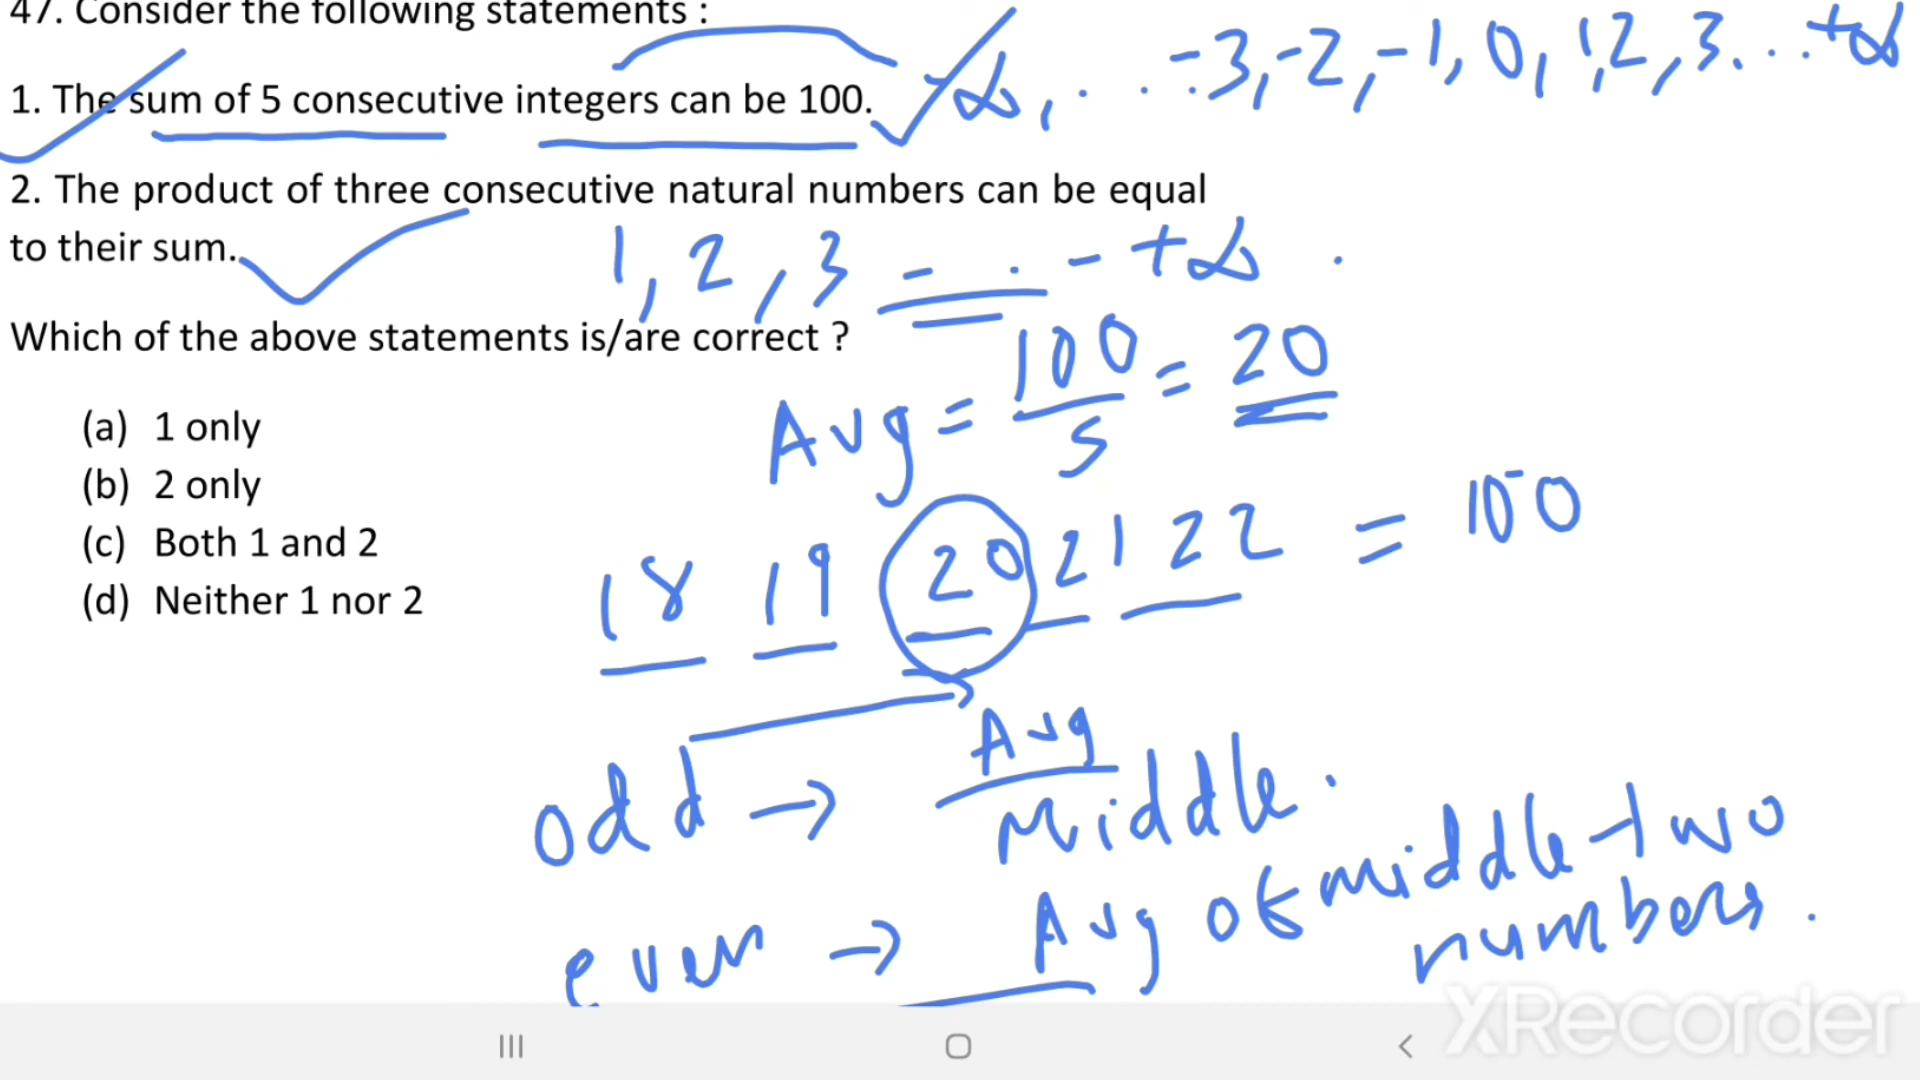 47. Consider the following statements :
1. The sum of 5 consecutive integers can be 100.
-∞, . . . -3, -2, -1, 0, 1, 2, 3, . . . +∞
2. The product of three consecutive natural numbers can be equal
to their sum.
1, 2, 3 - . - +∞ .
Which of the above statements is/are correct ?
Avg = 100/5 = 20
(a) 1 only
(b) 2 only
(c) Both 1 and 2
(d) Neither 1 nor 2
18 19 20 21 22 = 100
odd → Avg
Middle.
even → Avg of middle two
numbers.
XRecorder